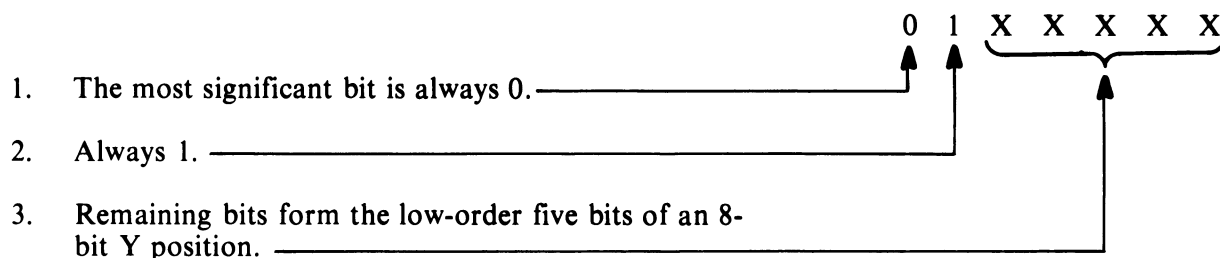 0 1 X X X X X
1. The most significant bit is always 0.
2. Always 1.
3. Remaining bits form the low-order five bits of an 8-
bit Y position.